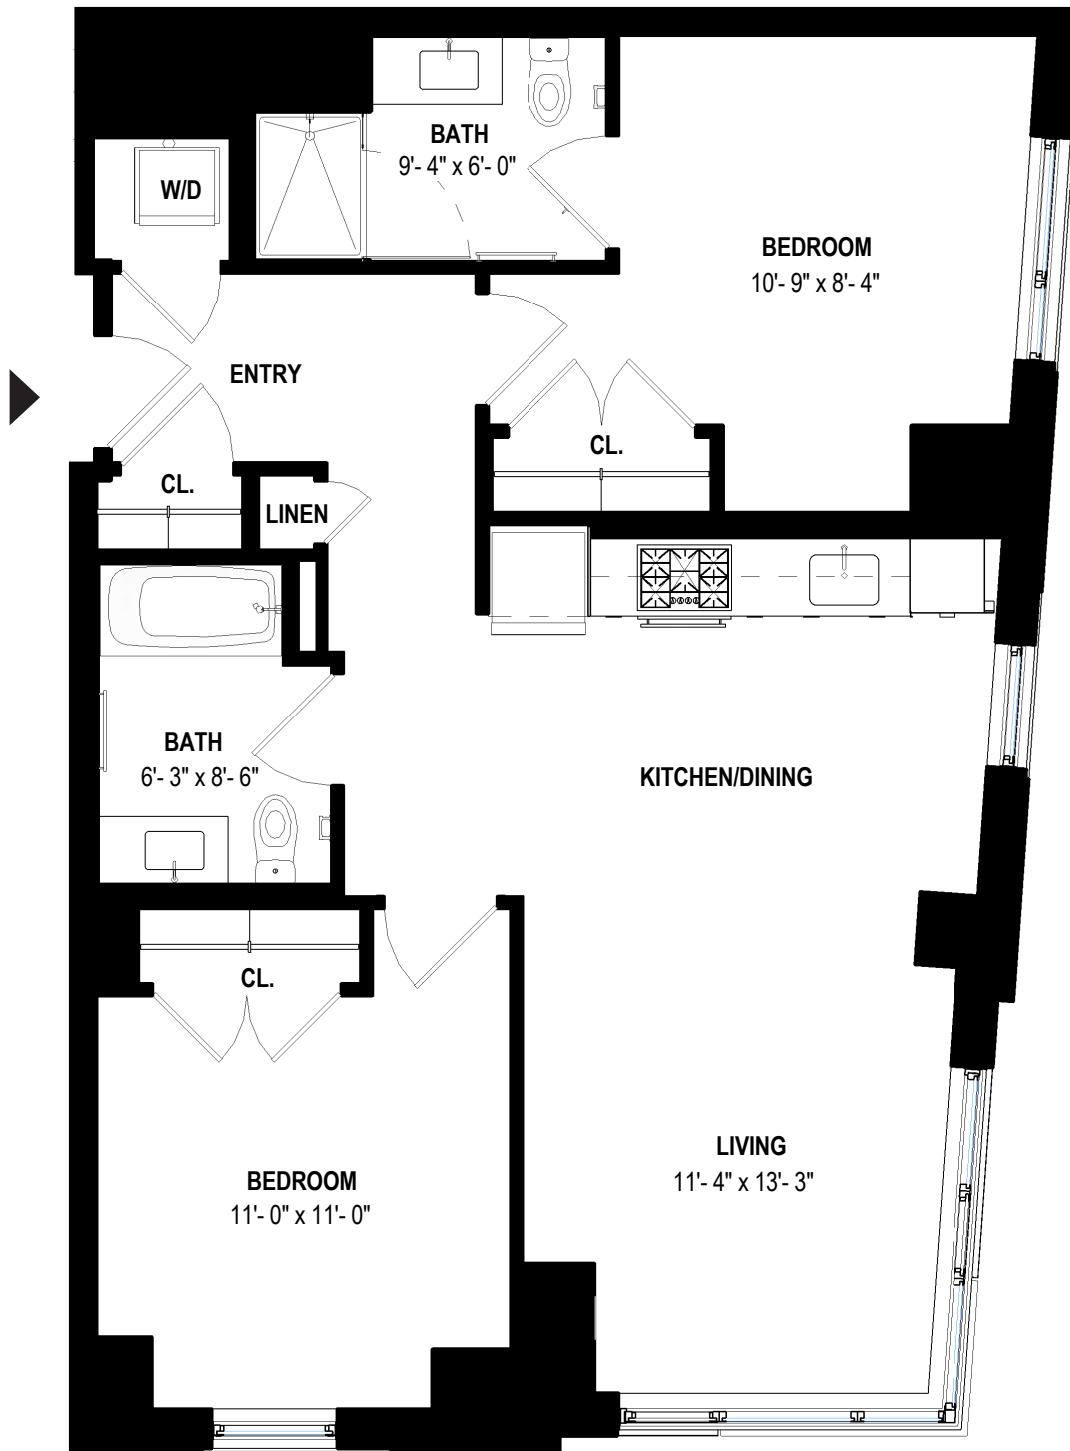 BATH
9'- 4" x 6'- 0"
W/D
BEDROOM
10'- 9" x 8'- 4"
ENTRY
CL.
CL.
LINEN
BATH
6'- 3" x 8'- 6"
KITCHEN/DINING
CL.
LIVING
11'- 4" x 13'- 3"
BEDROOM
11'- 0" x 11'- 0"